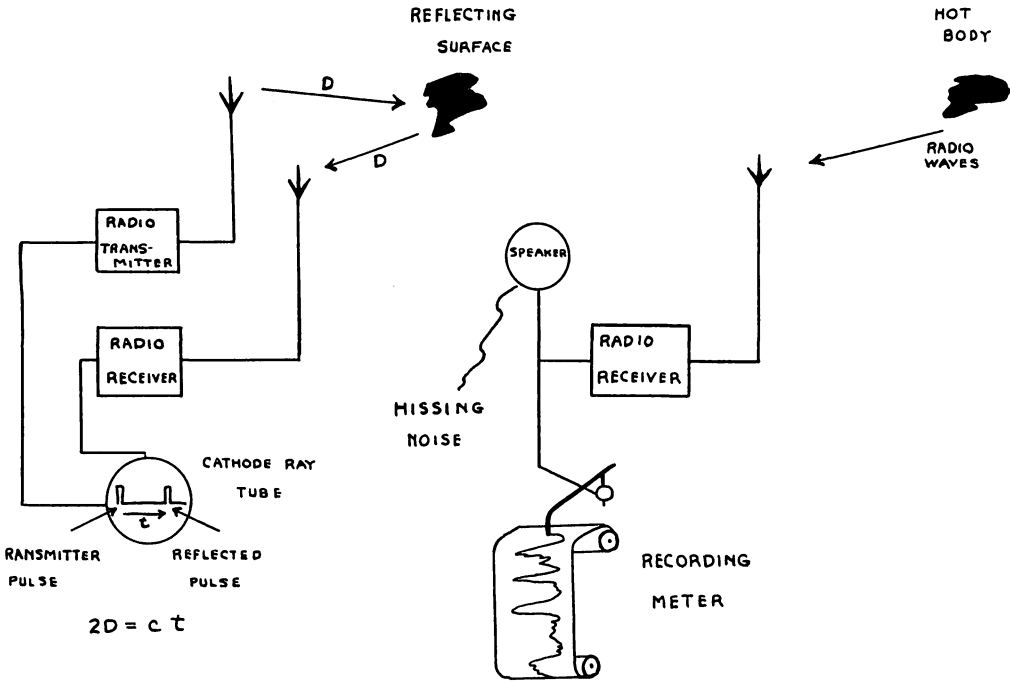 REFLECTING
SURFACE
HOT
BODY
D
D
RADIO
WAVES
RADIO
TRANS-
MITTER
SPEAKER
RADIO
RECEIVER
RADIO
RECEIVER
HISSING
NOISE
CATHODE RAY
TUBE
t
RANSMITTER
PULSE
REFLECTED
PULSE
2D = c t
RECORDING
METER